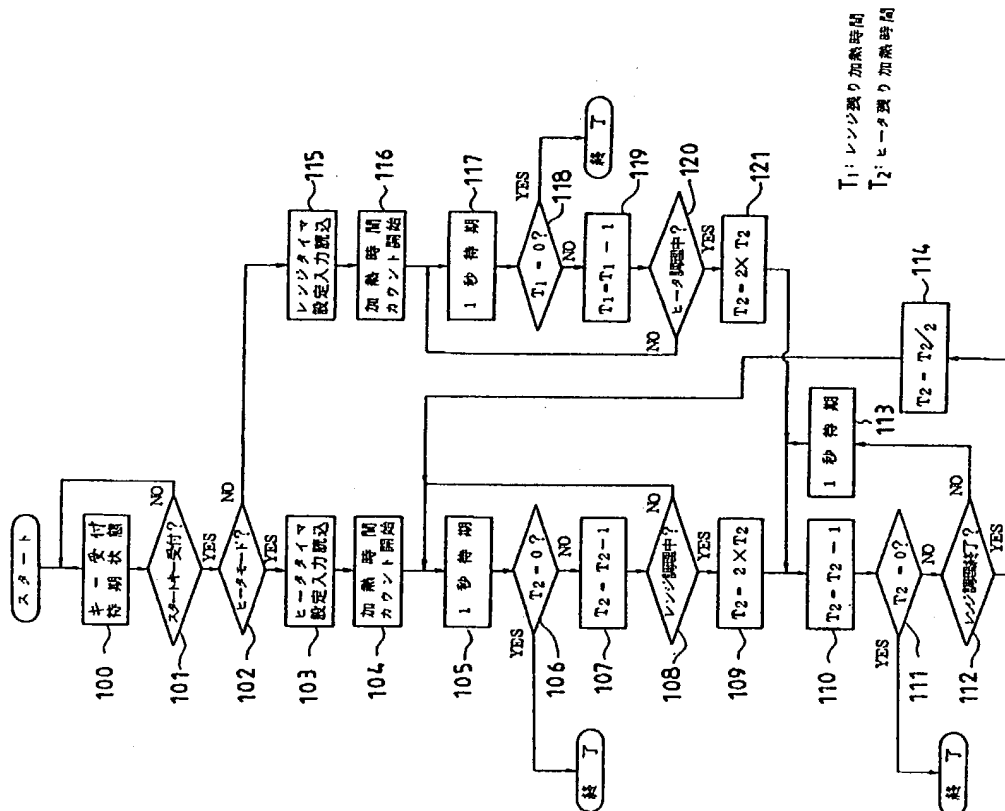 スタート
キー受付
待期状態
100
スタートキー受付?
NO
YES
101
ヒータモード?
NO
YES
102
ヒータタイマ
設定入力読込
103
加熱時間
カウント開始
104
1秒待期
105
T2=0?
YES
NO
106
終了
T2=T2-1
107
レンジ調理中?
NO
YES
108
T2=2×T2
109
T2=T2-1
110
T2=0?
YES
NO
111
終了
レンジ調理終了?
NO
YES
112
1秒待期
113
T2=T2/2
114
レンジタイマ
設定入力読込
115
加熱時間
カウント開始
116
1秒待期
117
T1=0?
YES
NO
118
終了
T1=T1-1
119
ヒータ調理中?
NO
YES
120
T2=2×T2
121
T1:レンジ残り加熱時間
T2:ヒータ残り加熱時間